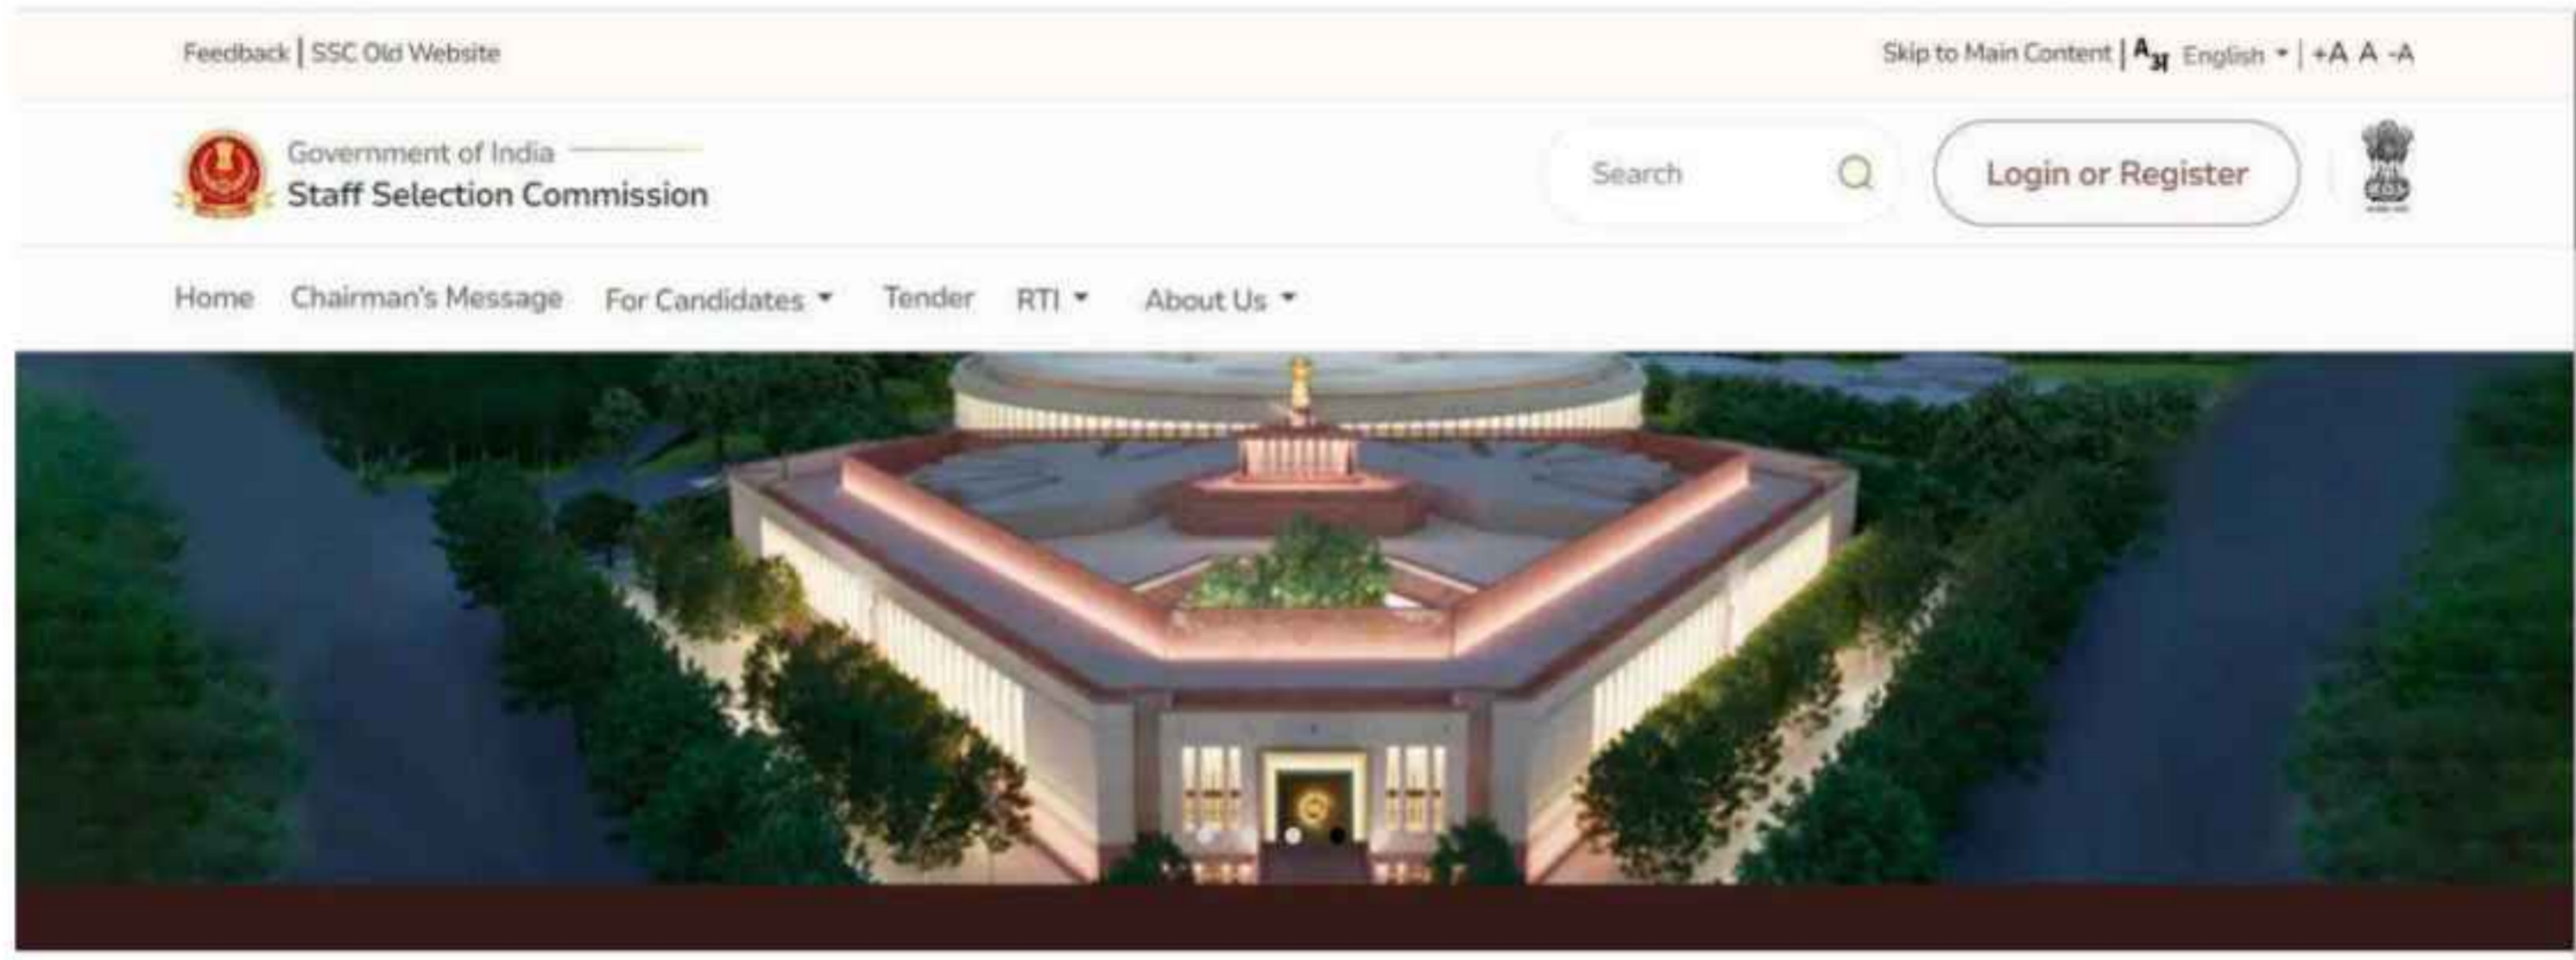 Feedback | SSC Old Website
Skip to Main Content | Aअ English | +A A -A
Government of India
Staff Selection Commission
Search
Login or Register
Home Chairman's Message For Candidates Tender RTI About Us